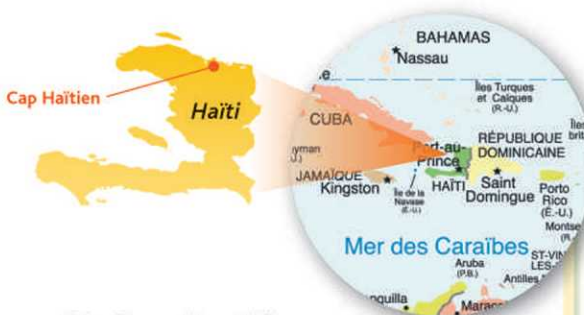 Cap Haïtien
Haïti
BAHAMAS
Nassau
Îles Turques
et Caïques
(R.-U.)
CUBA
RÉPUBLIQUE
DOMINICAINE
Port-au-
Prince
JAMAÏQUE
Kingston
Île de la
Navase
(É.-U.)
HAÏTI
Saint
Domingue
Porto
Rico
(É.-U.)
Mer des Caraïbes
Aruba
(P.B.)
Antilles